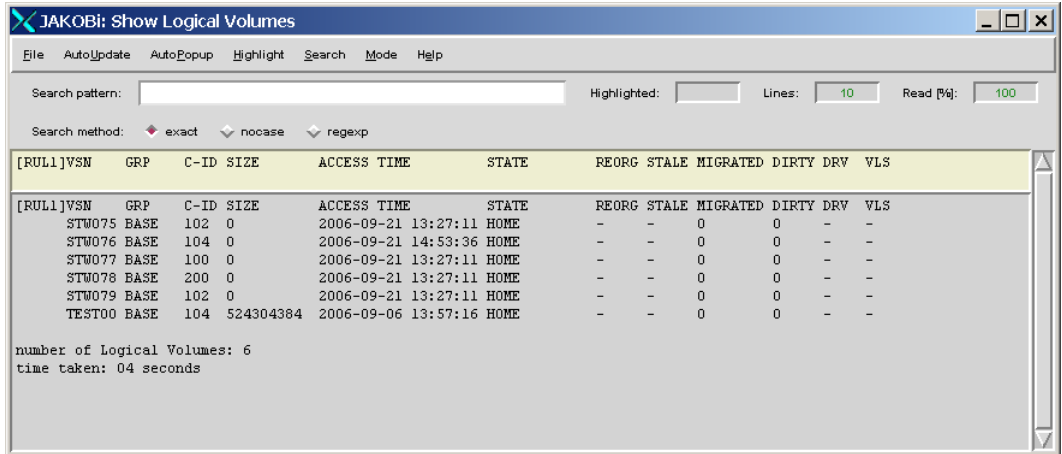 JAKOBi: Show Logical Volumes
File AutoUpdate AutoPopup Highlight Search Mode Help
Search pattern: Highlighted: Lines: 10 Read [%]: 100
Search method: exact nocase regexp
[RUL1]VSN GRP C-ID SIZE ACCESS TIME STATE REORG STALE MIGRATED DIRTY DRV VLS
[RUL1]VSN GRP C-ID SIZE ACCESS TIME STATE REORG STALE MIGRATED DIRTY DRV VLS
STW075 BASE 102 0 2006-09-21 13:27:11 HOME - - 0 0 - -
STW076 BASE 104 0 2006-09-21 14:53:36 HOME - - 0 0 - -
STW077 BASE 100 0 2006-09-21 13:27:11 HOME - - 0 0 - -
STW078 BASE 200 0 2006-09-21 13:27:11 HOME - - 0 0 - -
STW079 BASE 102 0 2006-09-21 13:27:11 HOME - - 0 0 - -
TEST00 BASE 104 524304384 2006-09-06 13:57:16 HOME - - 0 0 - -
number of Logical Volumes: 6
time taken: 04 seconds